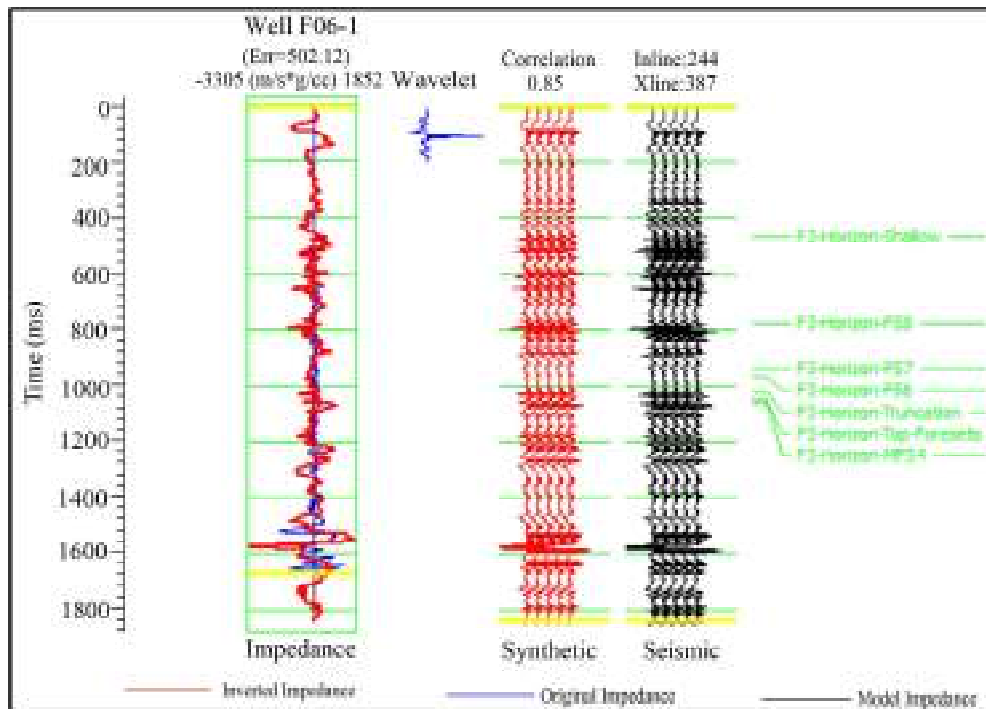 Well F06-1
(Err=502.12)
-3305 (m/s*g/cc) 1852
Wavelet
Correlation
0.85
Inline:244
Xline:387
0
200
400
600
800
1000
1200
1400
1600
1800
Time (ms)
F3-Horizon-Shallow
F3-Horizon-FS8
F3-Horizon-FS7
F3-Horizon-FS6
F3-Horizon-Truncation
F3-Horizon-Top-Foresets
F3-Horizon-MFS4
Impedance
Synthetic
Seismic
Inverted Impedance
Original Impedance
Model Impedance